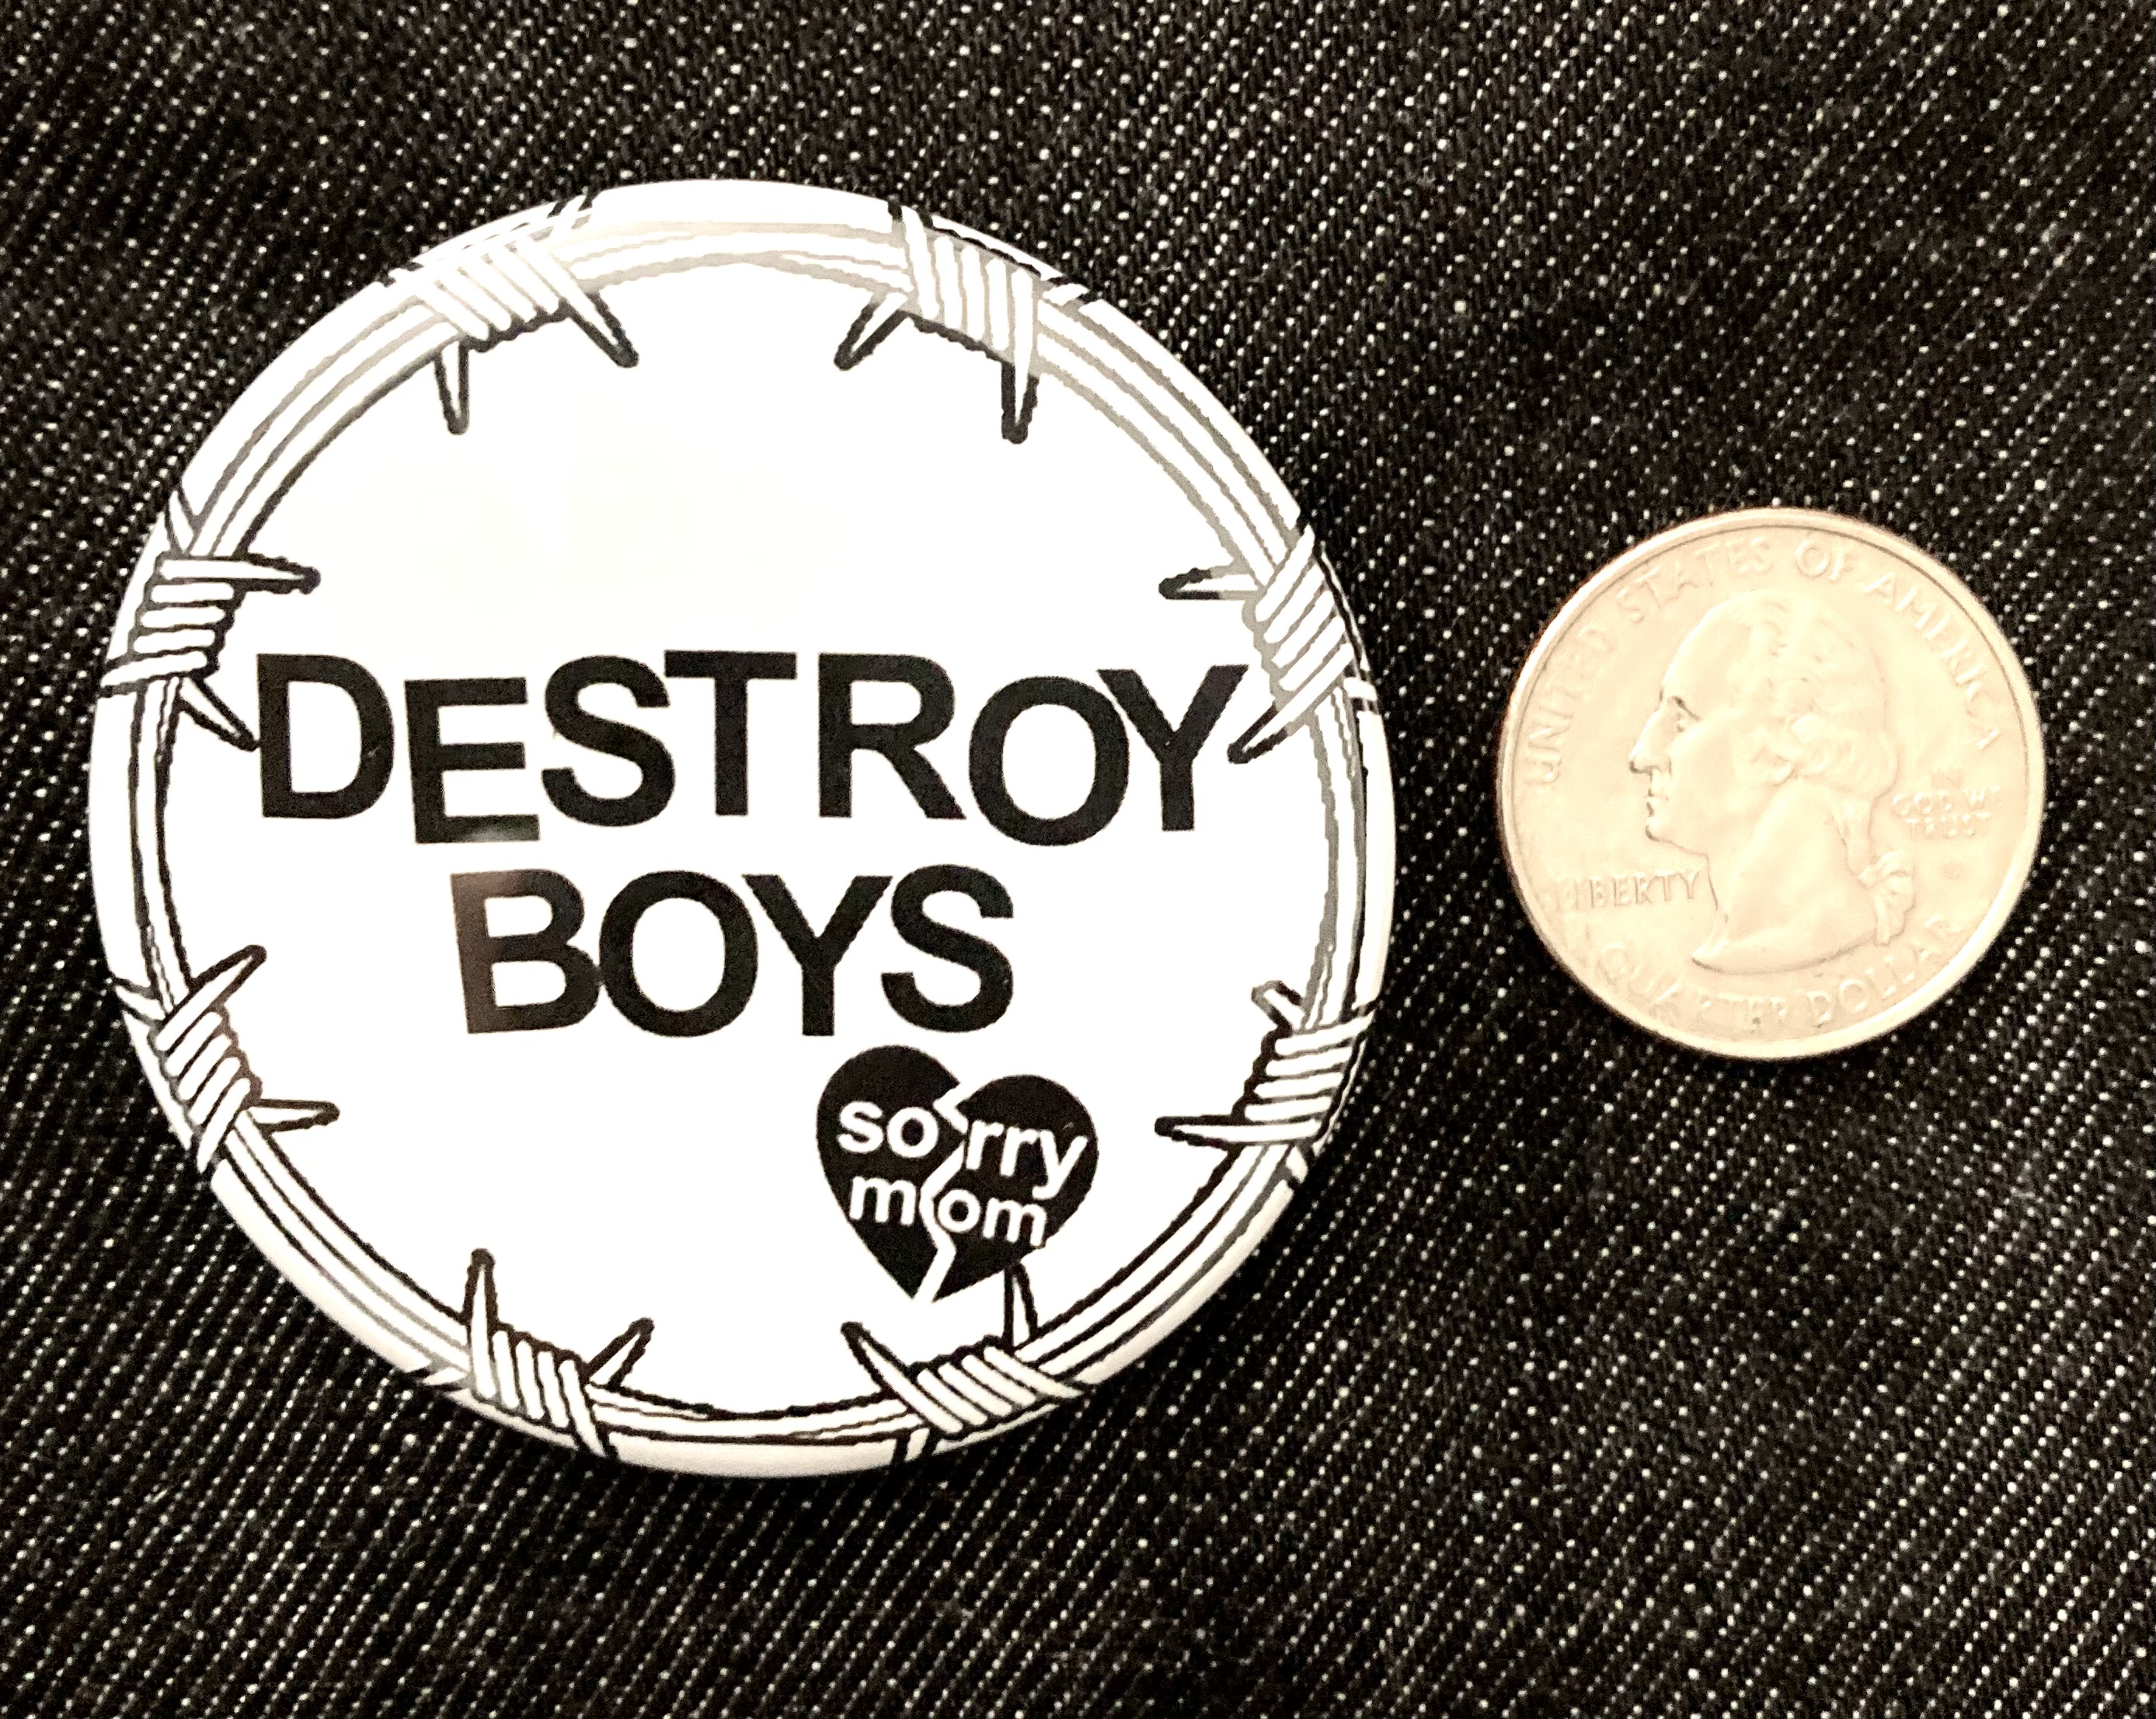 DESTROY
BOYS
sorry
mom
UNITED STATES OF AMERICA
IN
GOD WE
TRUST
LIBERTY
QUARTER DOLLAR